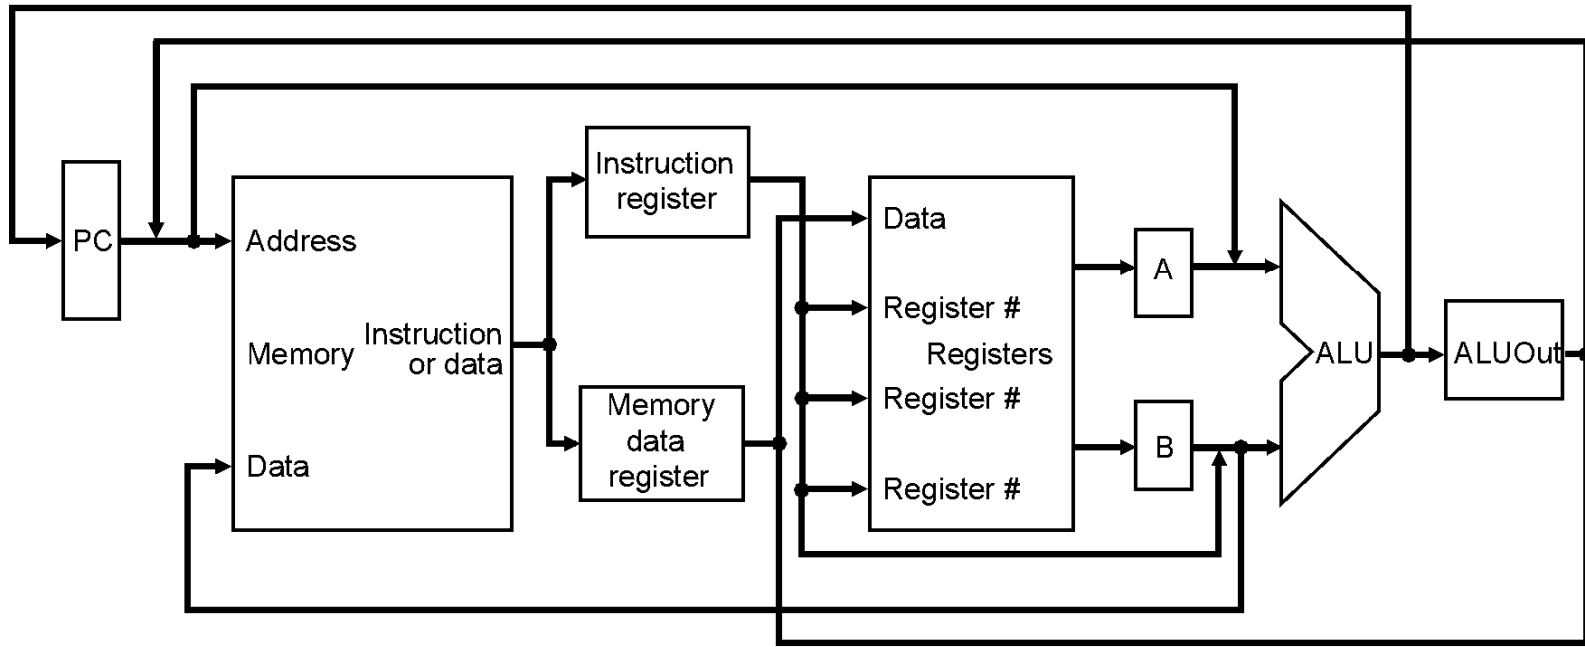 PC
Address
Memory
Instruction
or data
Data
Instruction
register
Memory
data
register
Data
Register #
Registers
Register #
Register #
A
B
ALU
ALUOut